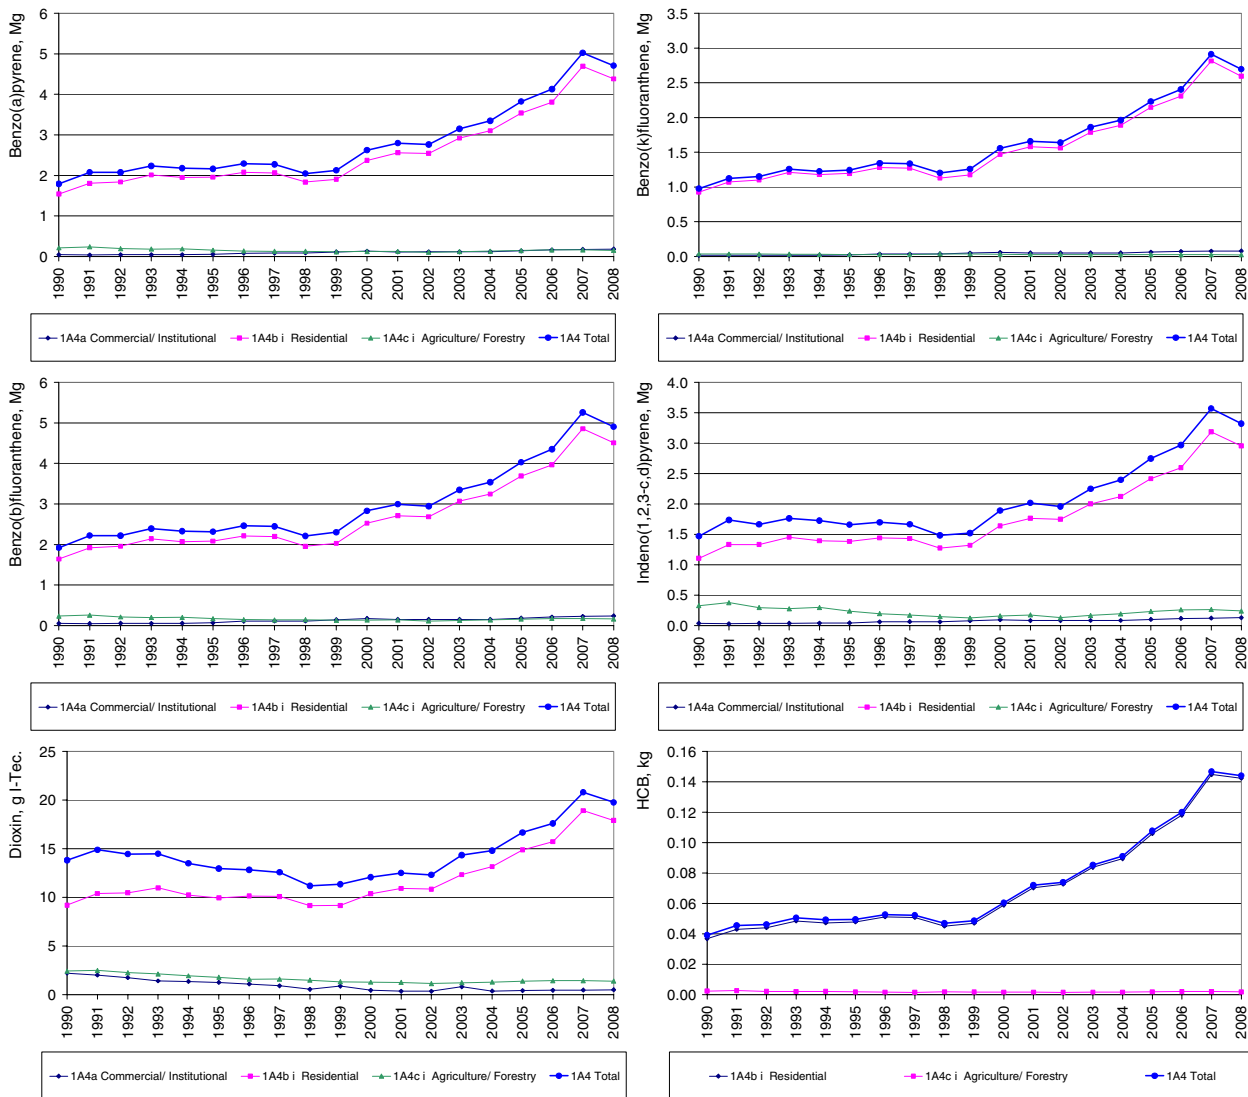 Benzo(a)pyrene, Mg
6
5
4
3
2
1
0
1990 1991 1992 1993 1994 1995 1996 1997 1998 1999 2000 2001 2002 2003 2004 2005 2006 2007 2008
1A4a Commercial/ Institutional 1A4b i Residential 1A4c i Agriculture/ Forestry 1A4 Total
Benzo(k)fluoranthene, Mg
3.5
3.0
2.5
2.0
1.5
1.0
0.5
0.0
1990 1991 1992 1993 1994 1995 1996 1997 1998 1999 2000 2001 2002 2003 2004 2005 2006 2007 2008
1A4a Commercial/ Institutional 1A4b i Residential 1A4c i Agriculture/ Forestry 1A4 Total
Benzo(b)fluoranthene, Mg
6
5
4
3
2
1
0
1990 1991 1992 1993 1994 1995 1996 1997 1998 1999 2000 2001 2002 2003 2004 2005 2006 2007 2008
1A4a Commercial/ Institutional 1A4b i Residential 1A4c i Agriculture/ Forestry 1A4 Total
Indeno(1,2,3-c,d)pyrene, Mg
4.0
3.5
3.0
2.5
2.0
1.5
1.0
0.5
0.0
1990 1991 1992 1993 1994 1995 1996 1997 1998 1999 2000 2001 2002 2003 2004 2005 2006 2007 2008
1A4a Commercial/ Institutional 1A4b i Residential 1A4c i Agriculture/ Forestry 1A4 Total
Dioxin, g I-Tec.
25
20
15
10
5
0
1990 1991 1992 1993 1994 1995 1996 1997 1998 1999 2000 2001 2002 2003 2004 2005 2006 2007 2008
1A4a Commercial/ Institutional 1A4b i Residential 1A4c i Agriculture/ Forestry 1A4 Total
HCB, kg
0.16
0.14
0.12
0.10
0.08
0.06
0.04
0.02
0.00
1990 1991 1992 1993 1994 1995 1996 1997 1998 1999 2000 2001 2002 2003 2004 2005 2006 2007 2008
1A4b i Residential 1A4c i Agriculture/ Forestry 1A4 Total